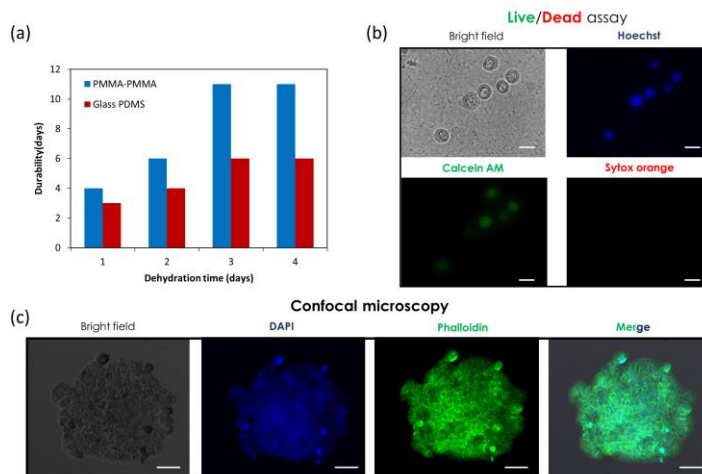 Live/Dead assay
(a)
(b)
Bright field
Hoechst
12
10
8
6
4
2
0
PMMA-PMMA
Glass PDMS
Durability(days)
1
2
3
4
Dehydration time (days)
Calcein AM
Sytox orange
Confocal microscopy
(c)
Bright field
DAPI
Phalloidin
Merge